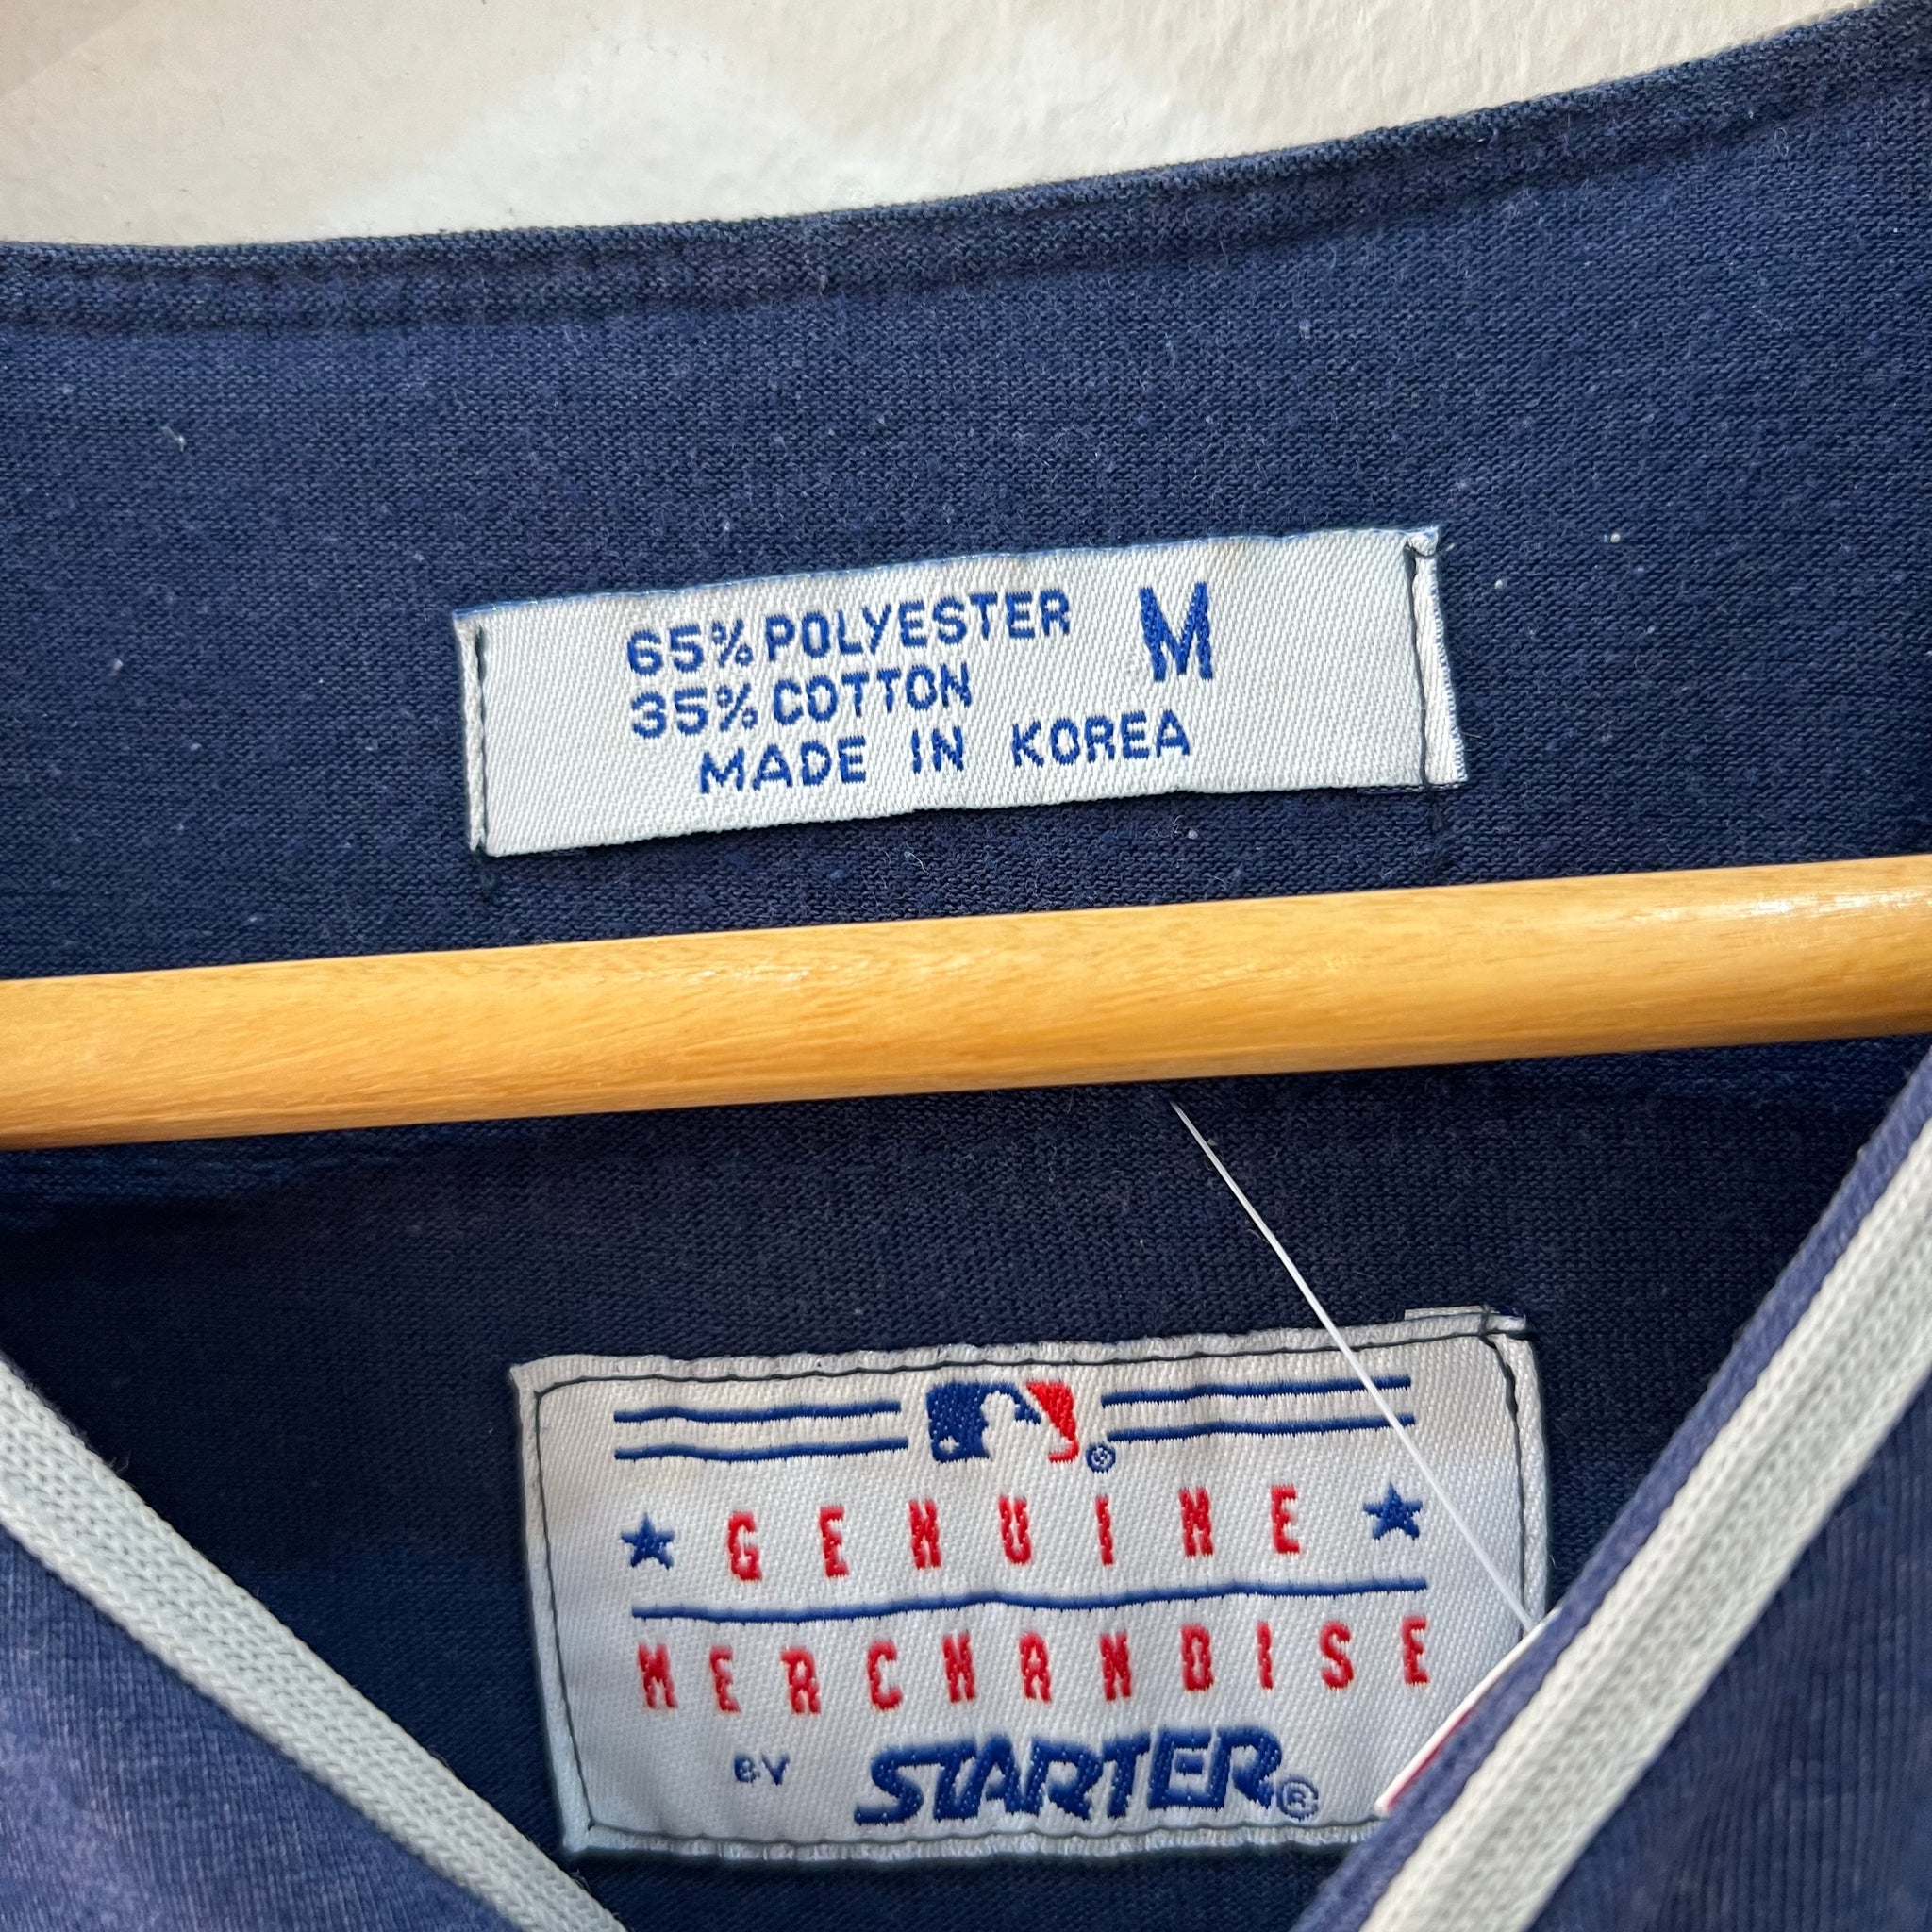 65% POLYESTER M
35% COTTON
MADE IN KOREA
GENUINE
MERCHANDISE
BY STARTER®